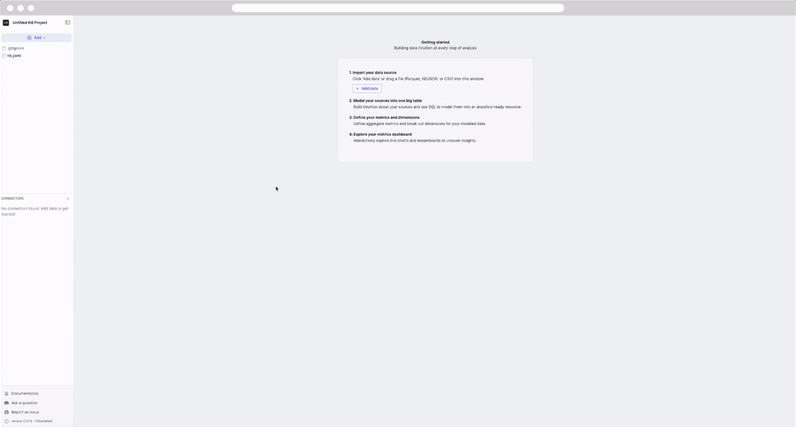 Untitled Rill Project
Add
.gitignore
rill.yaml
CONNECTORS
No connectors found. Add data to get
started!
Documentation
Ask a question
Report an issue
Getting started
Building data intuition at every step of analysis
1. Import your data source
Click 'Add data' or drag a file (Parquet, NDJSON, or CSV) into this window.
+ Add data
2. Model your sources into one big table
Build intuition about your sources and use SQL to model them into an analytics-ready resource.
3. Define your metrics and dimensions
Define aggregate metrics and break out dimensions for your modeled data.
4. Explore your metrics dashboard
Interactively explore line charts and leaderboards to uncover insights.